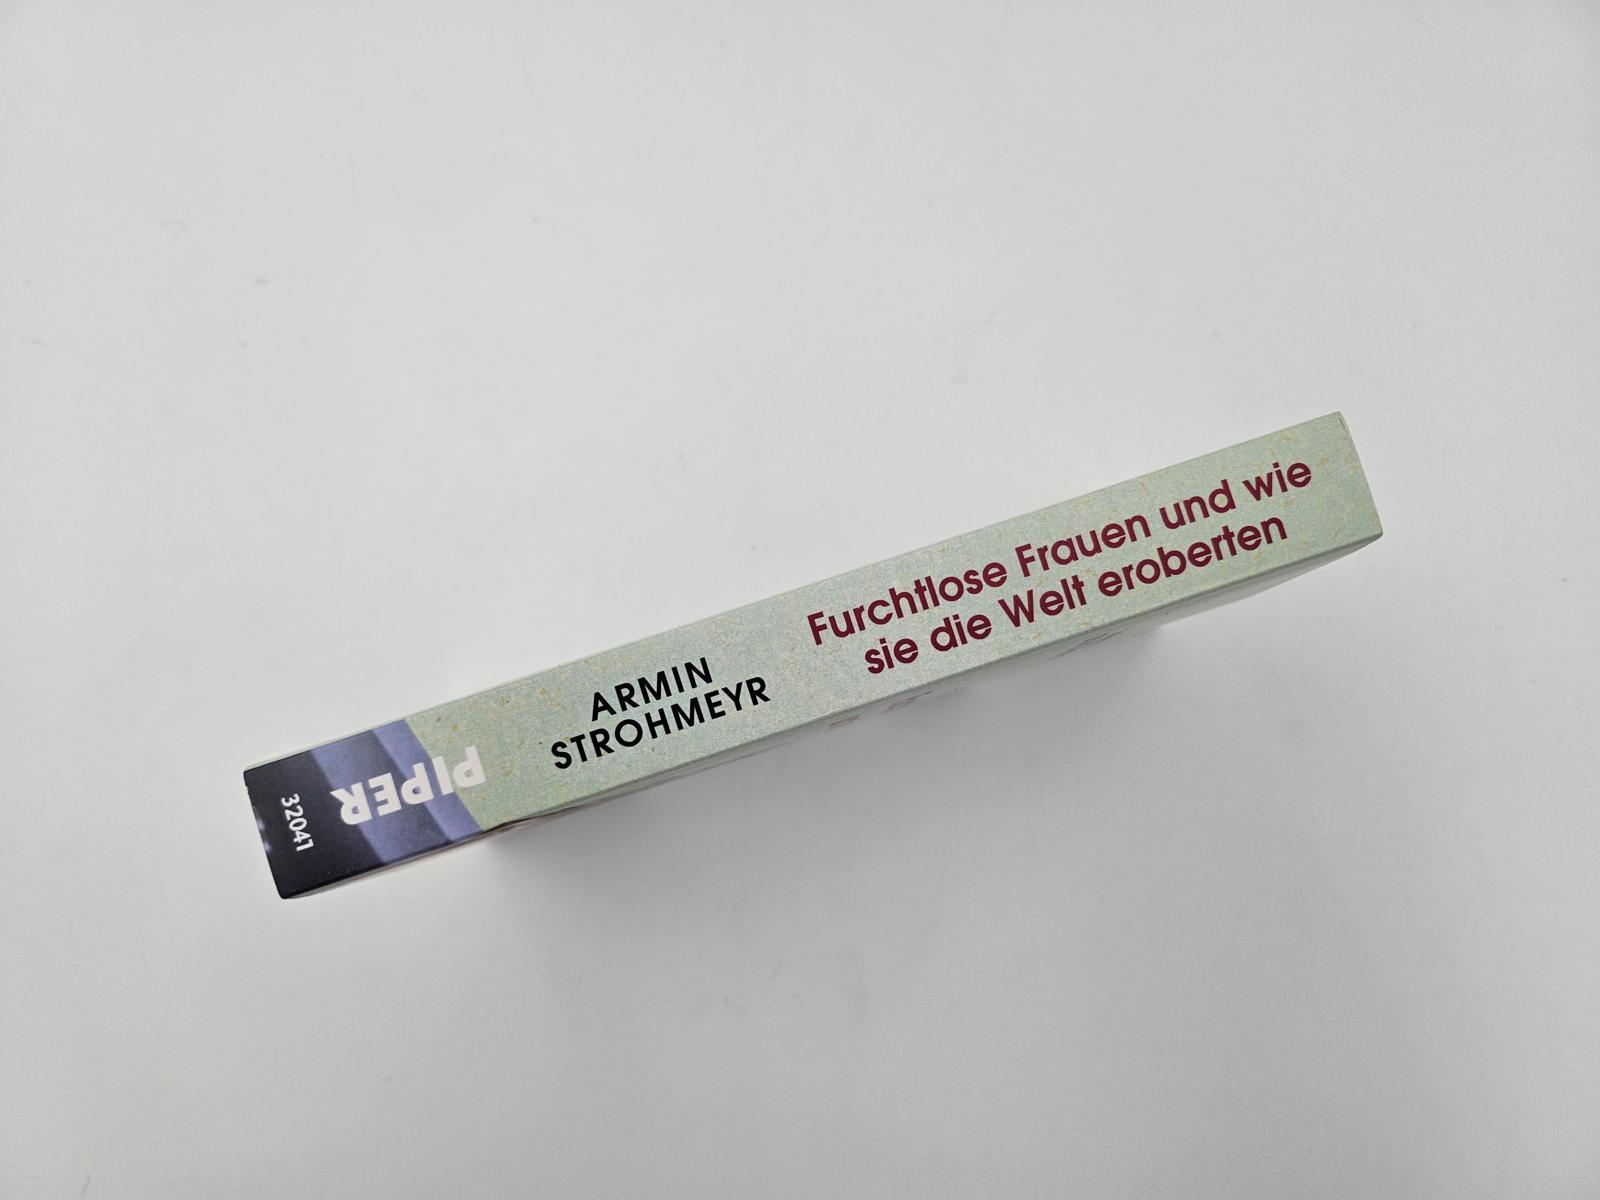 Furchtlose Frauen und wie
sie die Welt eroberten
ARMIN
STROHMEYR
PIPER
32041